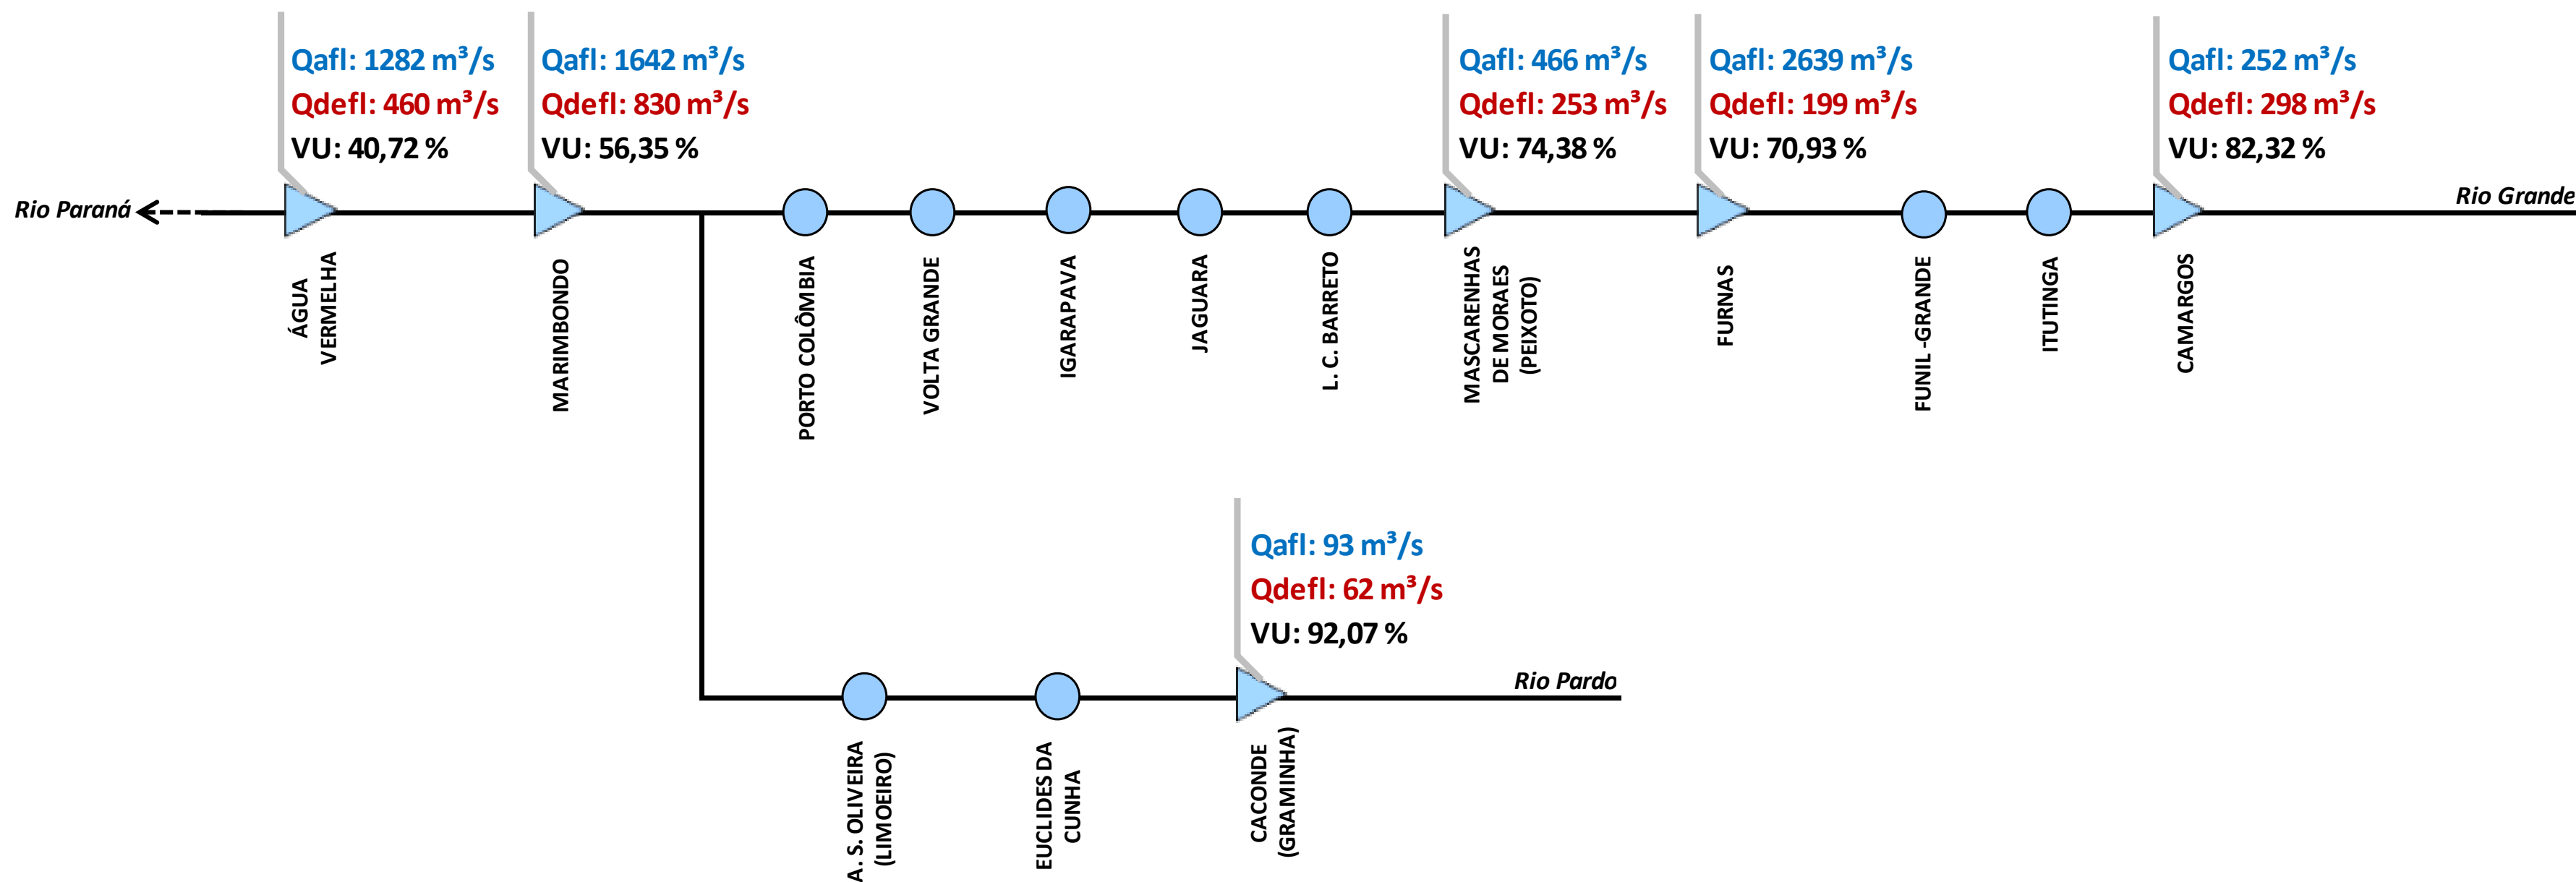 Qafl: 1282 m³/s
Qdefl: 460 m³/s
VU: 40,72 %
Qafl: 1642 m³/s
Qdefl: 830 m³/s
VU: 56,35 %
Qafl: 466 m³/s
Qdefl: 253 m³/s
VU: 74,38 %
Qafl: 2639 m³/s
Qdefl: 199 m³/s
VU: 70,93 %
Qafl: 252 m³/s
Qdefl: 298 m³/s
VU: 82,32 %
Rio Paraná
Rio Grande
ÁGUA
VERMELHA
MARIMBONDO
PORTO COLÔMBIA
VOLTA GRANDE
IGARAPAVA
JAGUARA
L. C. BARRETO
MASCARENHAS
DE MORAES
(PEIXOTO)
FURNAS
FUNIL -GRANDE
ITUTINGA
CAMARGOS
Qafl: 93 m³/s
Qdefl: 62 m³/s
VU: 92,07 %
Rio Pardo
A. S. OLIVEIRA
(LIMOEIRO)
EUCLIDES DA
CUNHA
CACONDE
(GRAMINHA)